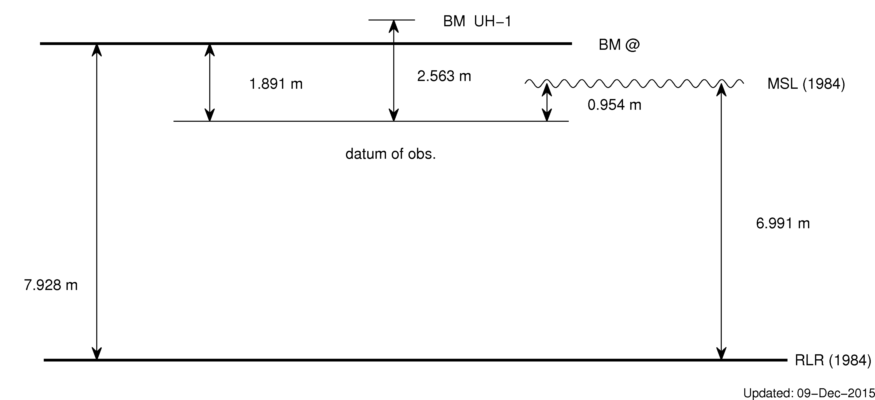 BM UH−1
BM @
1.891 m
2.563 m
MSL (1984)
0.954 m
datum of obs.
6.991 m
7.928 m
RLR (1984)
Updated: 09−Dec−2015